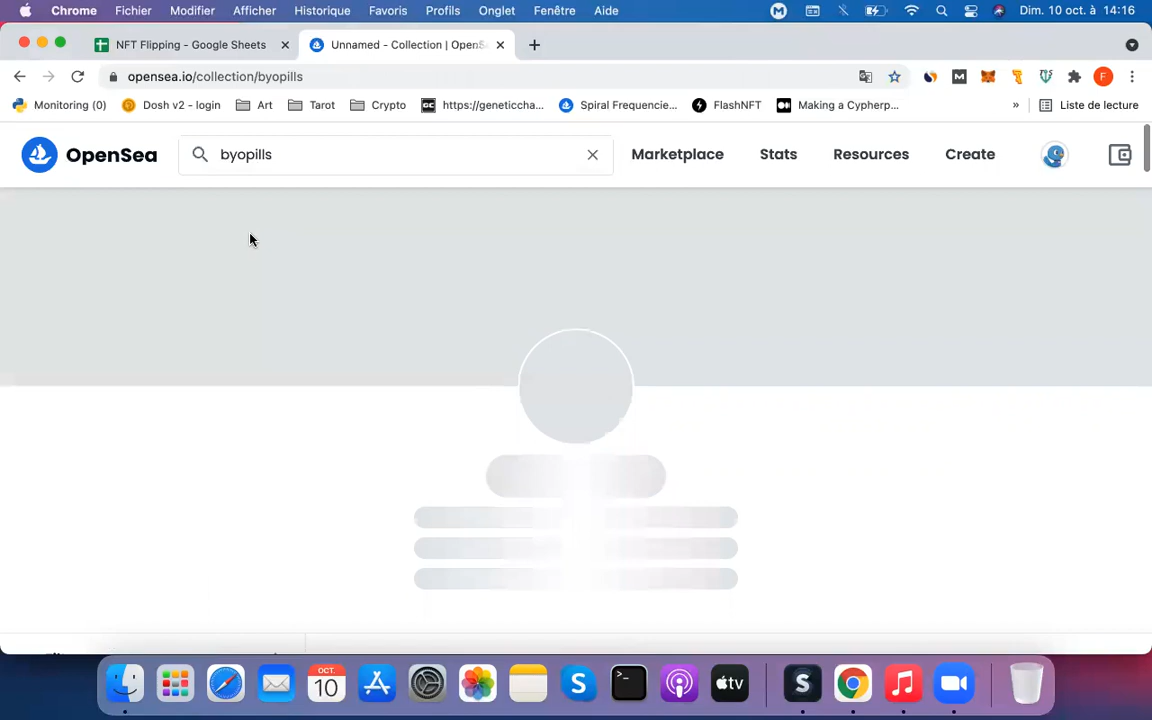 Chrome Fichier Modifier Afficher Historique Favoris Profils Onglet Fenêtre Aide Dim. 10 oct. à 14:16
NFT Flipping - Google Sheets Unnamed - Collection | OpenS
opensea.io/collection/byopills
Monitoring (0) Dosh v2 - login Art Tarot Crypto https://geneticcha... Spiral Frequencie... FlashNFT Making a Cypherp... » Liste de lecture
OpenSea byopills Marketplace Stats Resources Create
OCT.
10